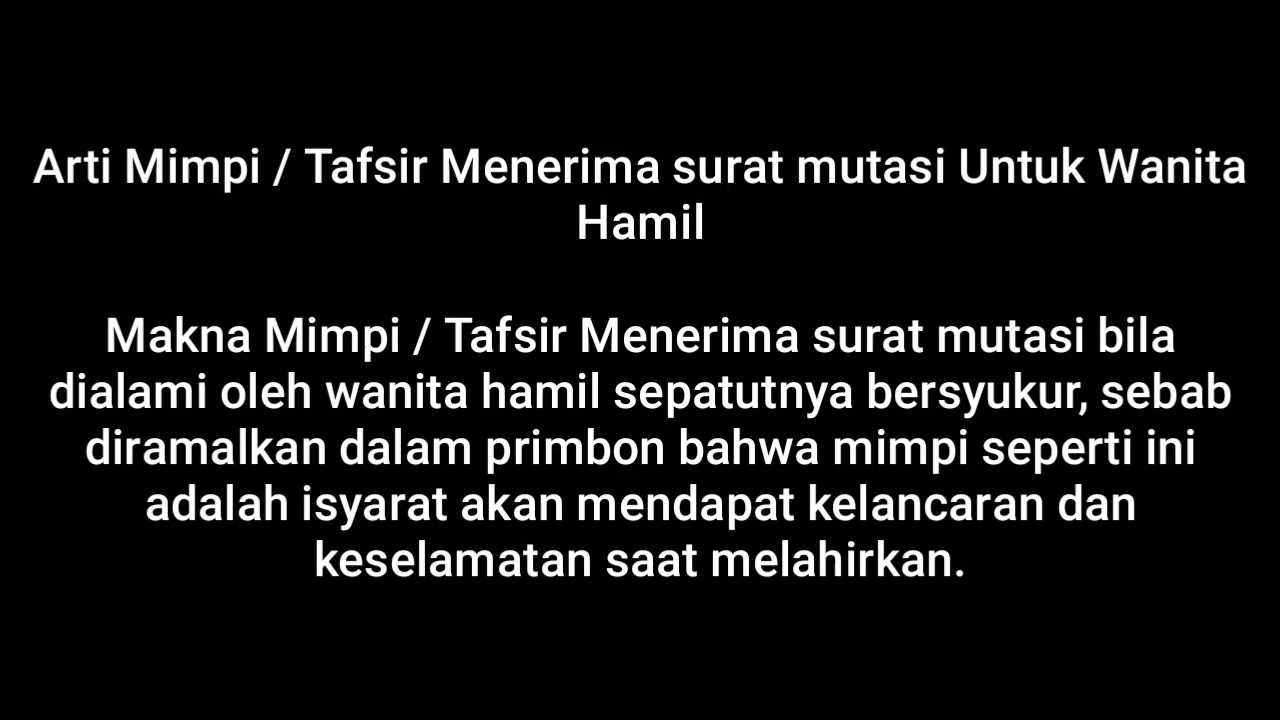 Arti Mimpi / Tafsir Menerima surat mutasi Untuk Wanita
Hamil
Makna Mimpi / Tafsir Menerima surat mutasi bila
dialami oleh wanita hamil sepatutnya bersyukur, sebab
diramalkan dalam primbon bahwa mimpi seperti ini
adalah isyarat akan mendapat kelancaran dan
keselamatan saat melahirkan.